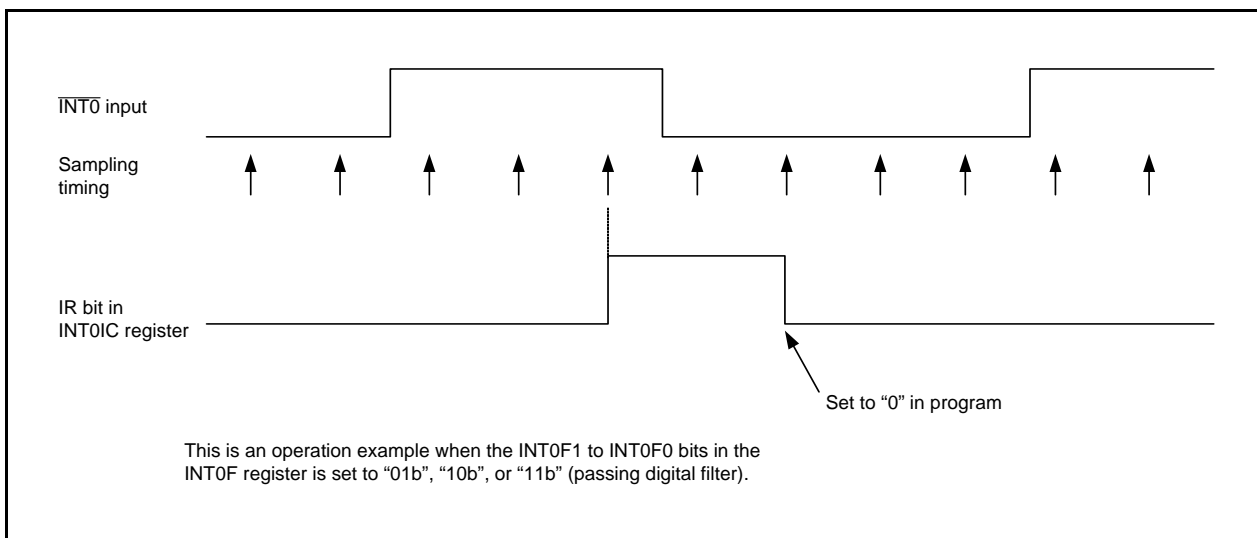 INT0 input
Sampling
timing
IR bit in
INT0IC register
Set to “0” in program
This is an operation example when the INT0F1 to INT0F0 bits in the
INT0F register is set to “01b”, “10b”, or “11b” (passing digital filter).